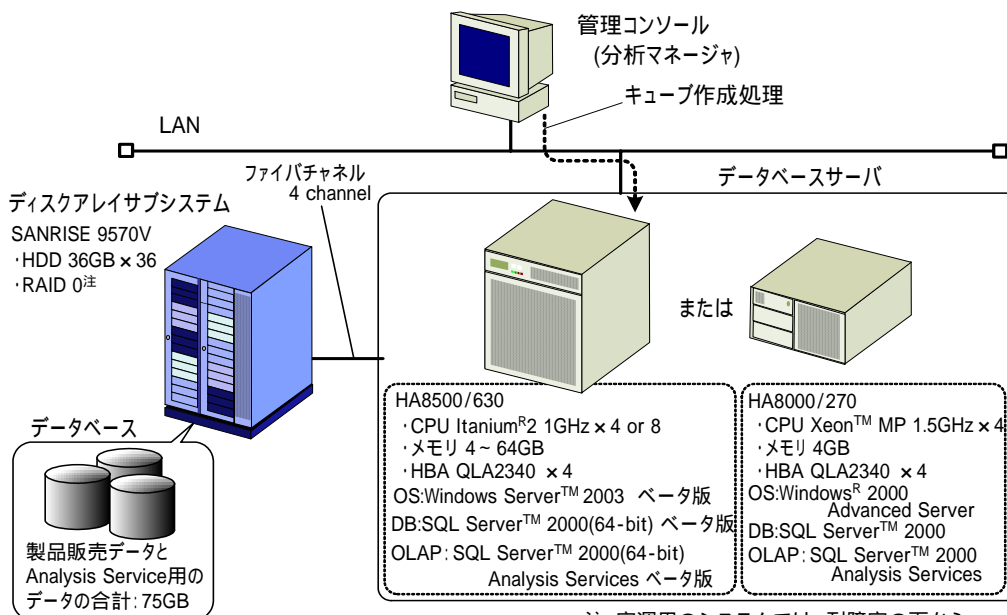 管理コンソール
(分析マネージャ)
キューブ作成処理
LAN
ファイバチャネル
4 channel
データベースサーバ
ディスクアレイサブシステム
SANRISE 9570V
・HDD 36GB×36
・RAID 0注
または
HA8500/630
・CPU ItaniumR2 1GHz×4 or 8
・メモリ 4～64GB
・HBA QLA2340 ×4
OS:Windows ServerTM 2003 ベータ版
DB:SQL ServerTM 2000(64-bit) ベータ版
OLAP:SQL ServerTM 2000(64-bit)
Analysis Services ベータ版
HA8000/270
・CPU XeonTM MP 1.5GHz×4
・メモリ 4GB
・HBA QLA2340 ×4
OS:WindowsR 2000
Advanced Server
DB:SQL ServerTM 2000
OLAP:SQL ServerTM 2000
Analysis Services
データベース
製品販売データと
Analysis Service用の
データの合計:75GB